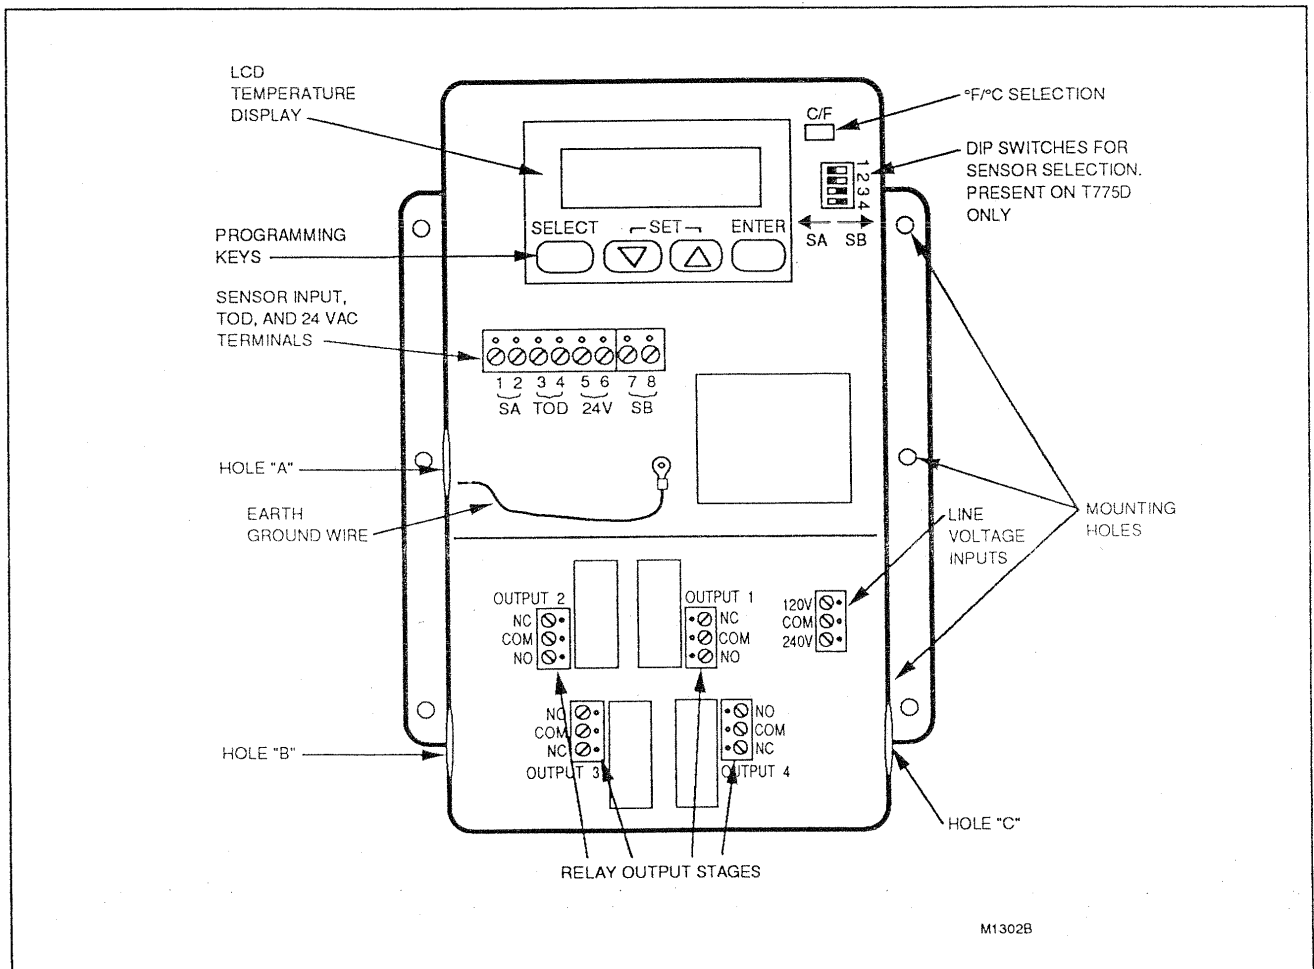 LCD
TEMPERATURE
DISPLAY
C/F
°F/°C SELECTION
DIP SWITCHES FOR
SENSOR SELECTION.
PRESENT ON T775D
ONLY
1
2
3
4
SA SB
PROGRAMMING
KEYS
SELECT SET ENTER
SENSOR INPUT,
TOD, AND 24 VAC
TERMINALS
1 2 3 4 5 6 7 8
SA TOD 24V SB
HOLE "A"
EARTH
GROUND WIRE
LINE
VOLTAGE
INPUTS
MOUNTING
HOLES
OUTPUT 2
NC
COM
NO
OUTPUT 1
NC
COM
NO
120V
COM
240V
NO
COM
NC
OUTPUT 3
NO
COM
NC
OUTPUT 4
HOLE "B"
HOLE "C"
RELAY OUTPUT STAGES
M1302B